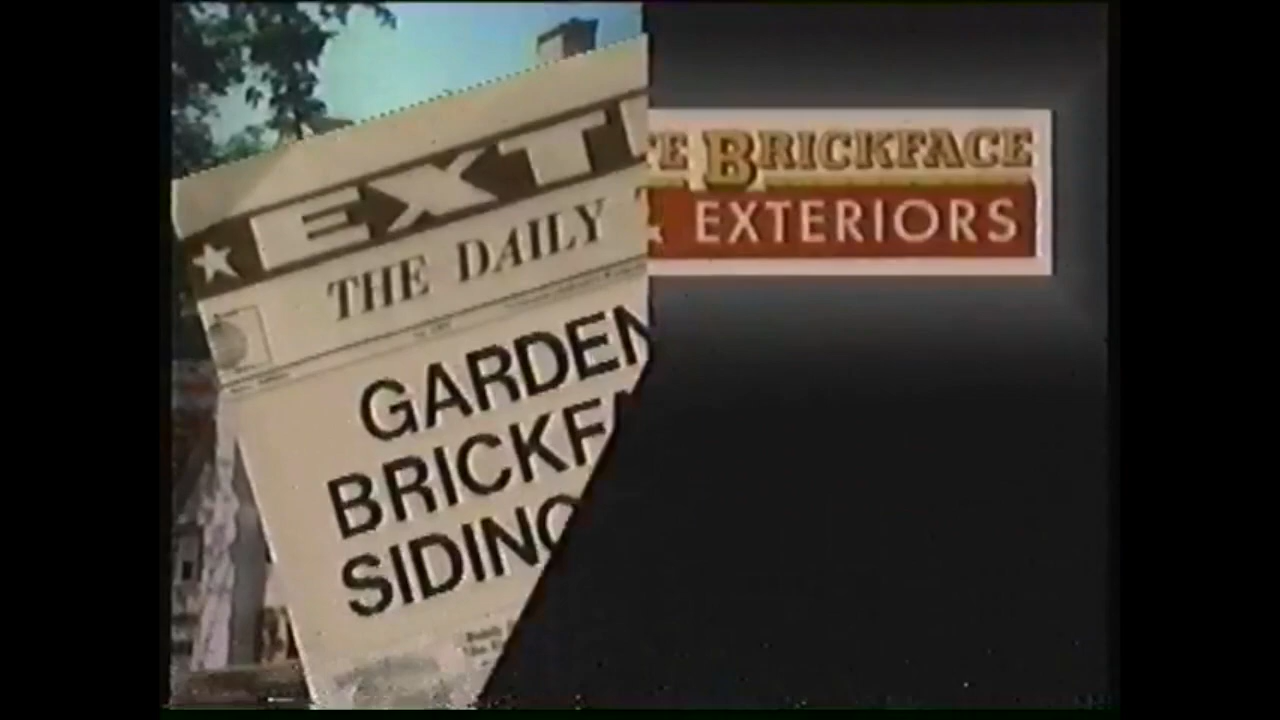 EXT
THE DAILY
GARDEN
BRICKF
SIDING
E BRICKFACE
EXTERIORS